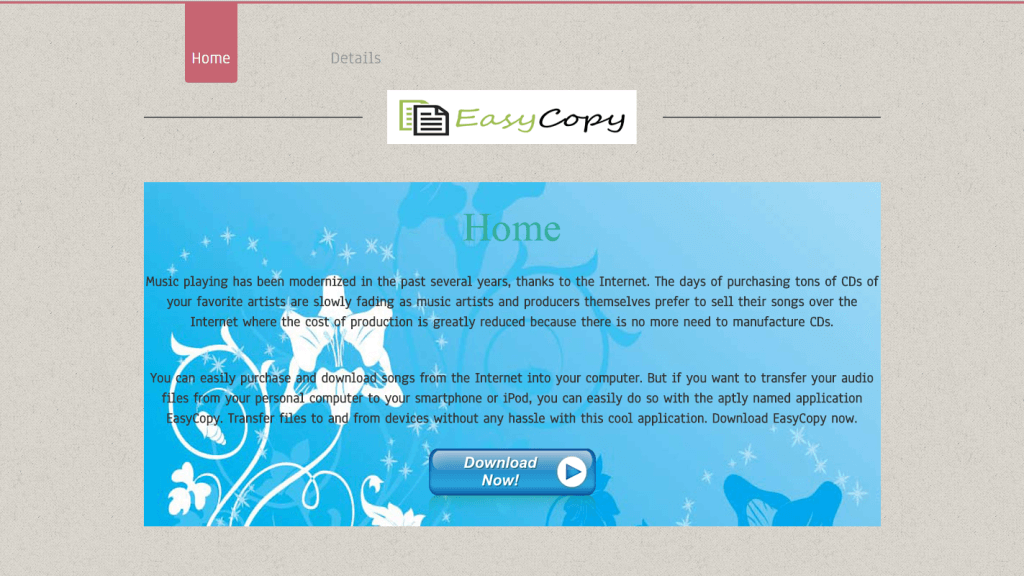 Home
Details
EasyCopy
Home
Music playing has been modernized in the past several years, thanks to the Internet. The days of purchasing tons of CDs of
your favorite artists are slowly fading as music artists and producers themselves prefer to sell their songs over the
Internet where the cost of production is greatly reduced because there is no more need to manufacture CDs.
You can easily purchase and download songs from the Internet into your computer. But if you want to transfer your audio
files from your personal computer to your smartphone or iPod, you can easily do so with the aptly named application
EasyCopy. Transfer files to and from devices without any hassle with this cool application. Download EasyCopy now.
Download
Now!